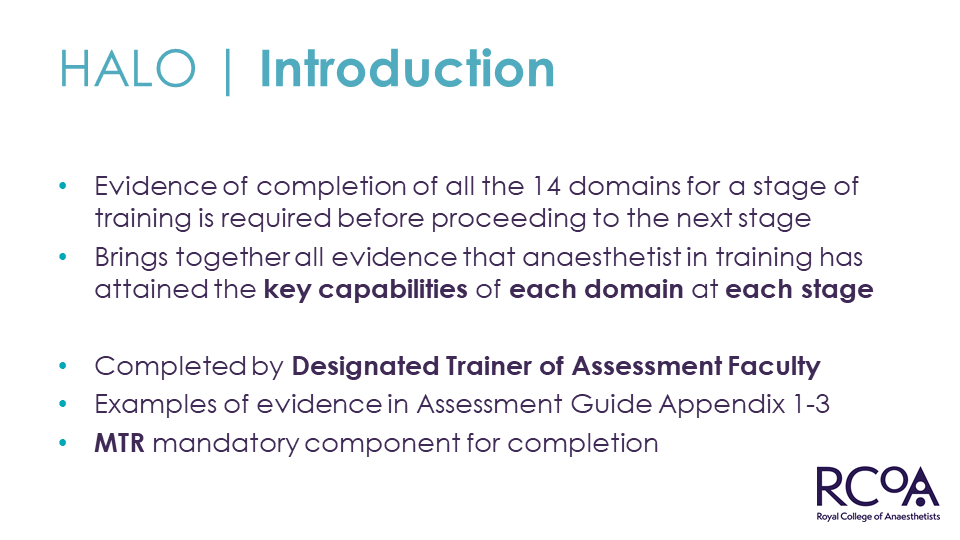 HALO | Introduction
• Evidence of completion of all the 14 domains for a stage of
training is required before proceeding to the next stage
• Brings together all evidence that anaesthetist in training has
attained the key capabilities of each domain at each stage
• Completed by Designated Trainer of Assessment Faculty
• Examples of evidence in Assessment Guide Appendix 1-3
• MTR mandatory component for completion
RCOA
Royal College of Anaesthetists